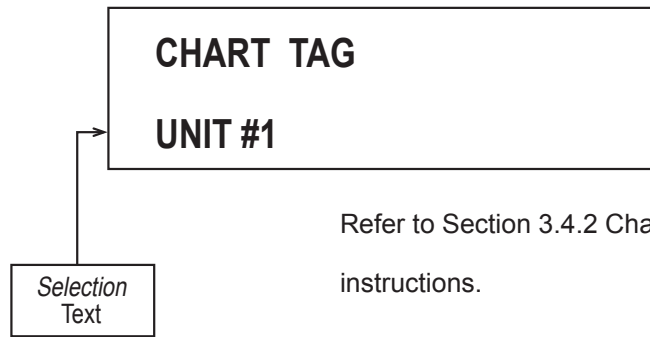 CHART TAG
UNIT #1
Refer to Section 3.4.2
instructions.
Selection
Text